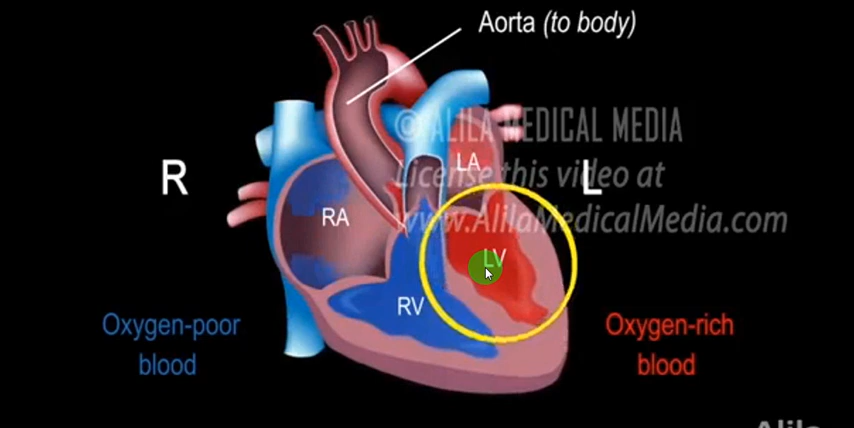 Aorta (to body)
© ALILA MEDICAL MEDIA
License this video at
www.AlilaMedicalMedia.com
R
L
LA
RA
LV
RV
Oxygen-poor
blood
Oxygen-rich
blood
Alila